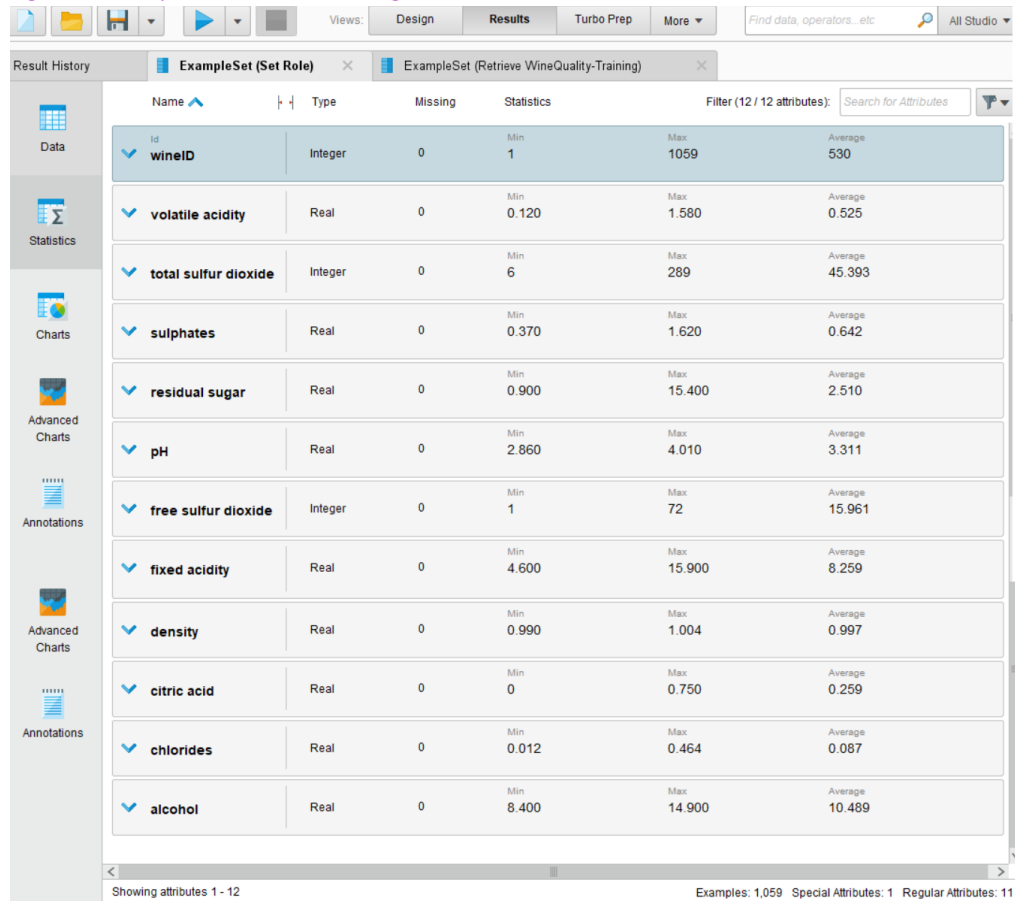 Views: Design Results Turbo Prep More Find data, operators...etc All Studio
Result History ExampleSet (Set Role) ExampleSet (Retrieve WineQuality-Training)
Name Type Missing Statistics Filter (12 / 12 attributes): Search for Attributes
Data
Statistics
Charts
Advanced
Charts
Annotations
Advanced
Charts
Annotations
Id Min Max Average
wineID Integer 0 1 1059 530
Min Max Average
volatile acidity Real 0 0.120 1.580 0.525
Min Max Average
total sulfur dioxide Integer 0 6 289 45.393
Min Max Average
sulphates Real 0 0.370 1.620 0.642
Min Max Average
residual sugar Real 0 0.900 15.400 2.510
Min Max Average
pH Real 0 2.860 4.010 3.311
Min Max Average
free sulfur dioxide Integer 0 1 72 15.961
Min Max Average
fixed acidity Real 0 4.600 15.900 8.259
Min Max Average
density Real 0 0.990 1.004 0.997
Min Max Average
citric acid Real 0 0 0.750 0.259
Min Max Average
chlorides Real 0 0.012 0.464 0.087
Min Max Average
alcohol Real 0 8.400 14.900 10.489
Showing attributes 1 - 12 Examples: 1,059 Special Attributes: 1 Regular Attributes: 11